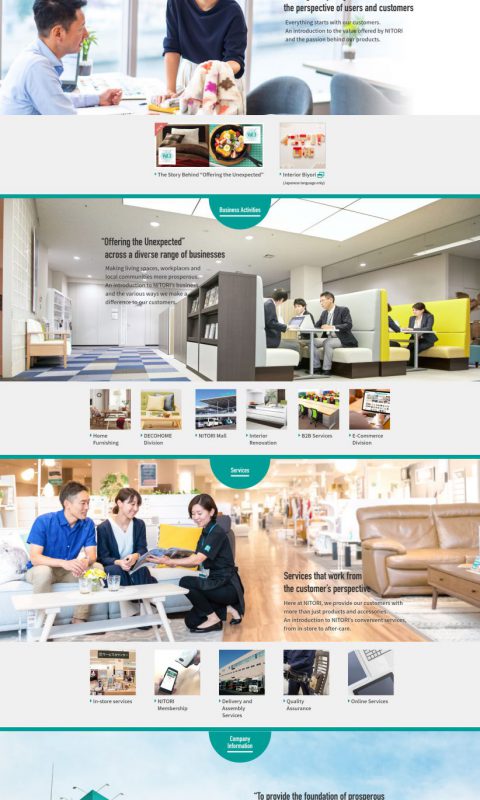 the perspective of users and customers
Everything starts with our customers.
An introduction to the value offered by NITORI
and the passion behind our products.
The Story Behind "Offering the Unexpected"
Interior Biyori
(Japanese-language only)
Business Activities
"Offering the Unexpected"
across a diverse range of businesses
Making living spaces, workplaces and
local communities more prosperous.
An introduction to NITORI's business
and the various ways we make a
difference to our customers.
Home
Furnishing
DECOHOME
Division
NITORI Mall
Interior
Renovation
B2B Services
E-Commerce
Division
Services
Services that work from
the customer's perspective
Here at NITORI, we provide our customers with
more than just products and accessories.
An introduction to NITORI's convenient services,
from in-store to after-care.
In-store services
NITORI
Membership
Delivery and
Assembly
Services
Quality
Assurance
Online Services
Company
Information
"To provide the foundation of prosperous